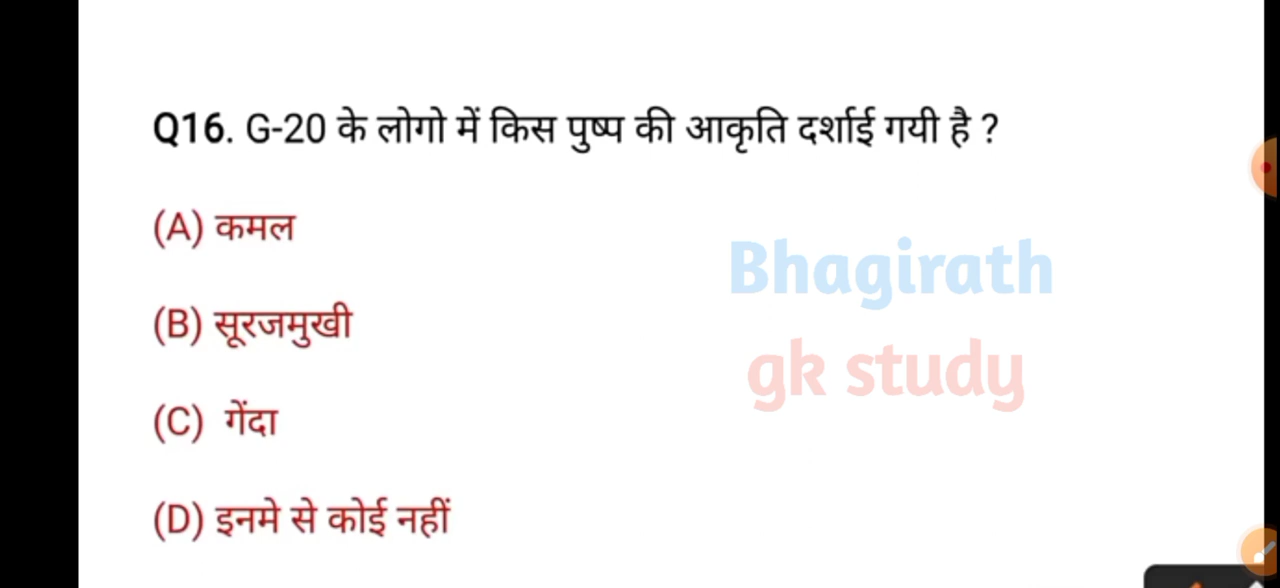 Q16. G-20 के लोगो में किस पुष्प की आकृति दर्शाई गयी है ?
(A) कमल
(B) सूरजमुखी
(C) गेंदा
(D) इनमे से कोई नहीं
Bhagirath
gk study